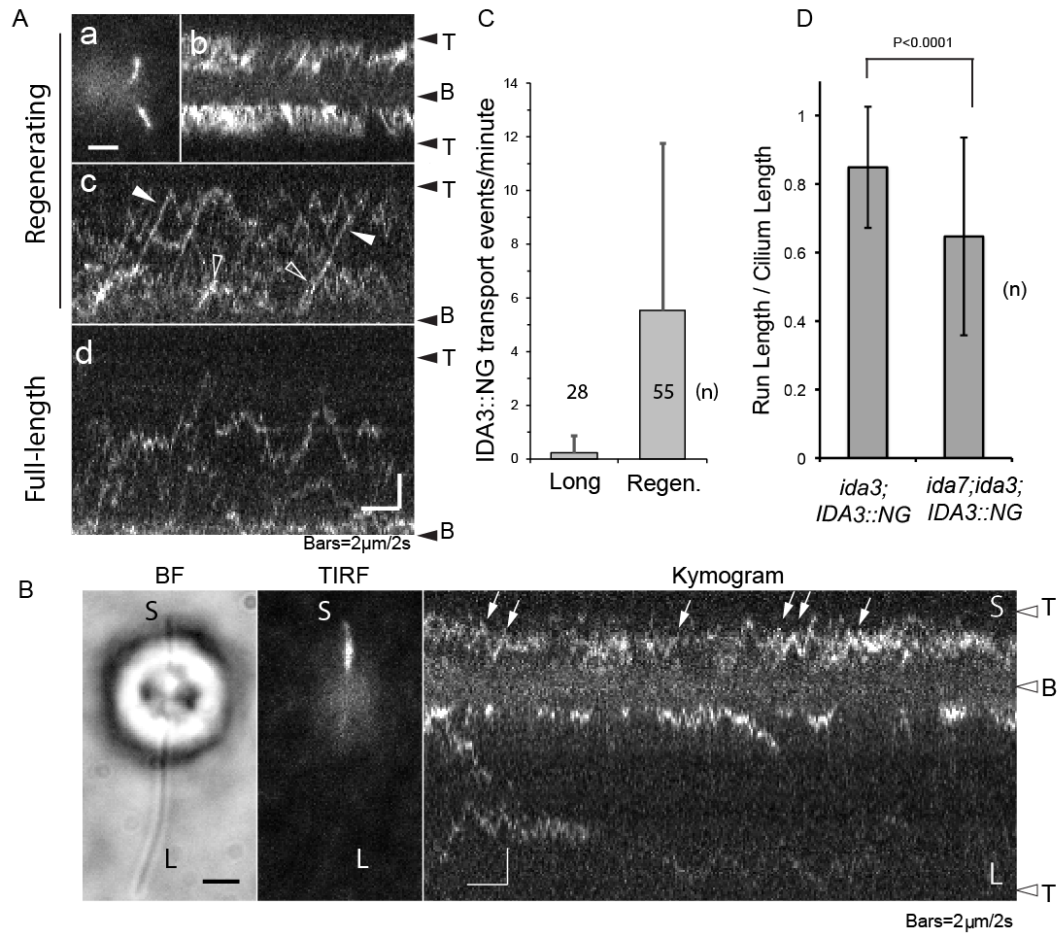 A
Regenerating
Full-length
a
b
c
d
T
B
T
T
B
T
B
Bars=2μm/2s
C
IDA3::NG transport events/minute
14
12
10
8
6
4
2
0
28
55
(n)
Long
Regen.
D
P<0.0001
Run Length / Cilium Length
1
0.8
0.6
0.4
0.2
0
(n)
ida3;
IDA3::NG
ida7;ida3;
IDA3::NG
B
BF
TIRF
Kymogram
S
L
S
L
S
L
T
B
T
Bars=2μm/2s